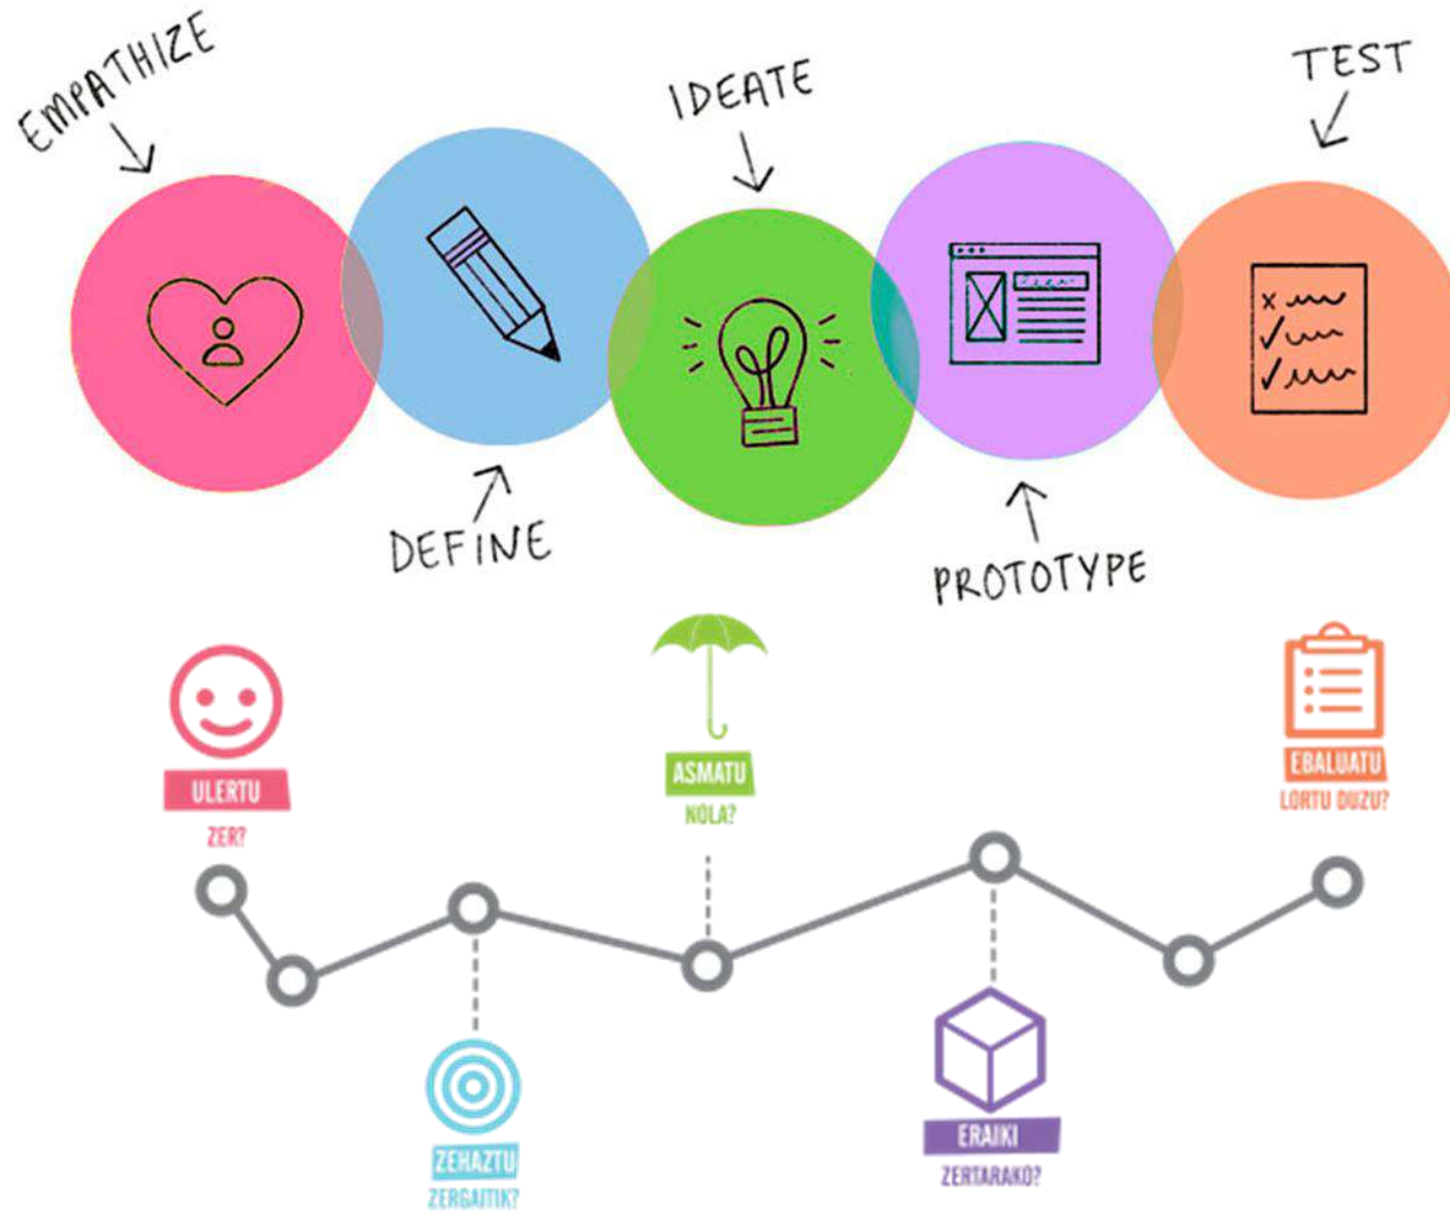 EMPATHIZE
IDEATE
TEST
DEFINE
PROTOTYPE
ULERTU
ZER?
ASMATU
NOLA?
EBALUATU
LORTU DUZU?
ZEHAZTU
ZERGAITIK?
ERAIKI
ZERTARAKO?